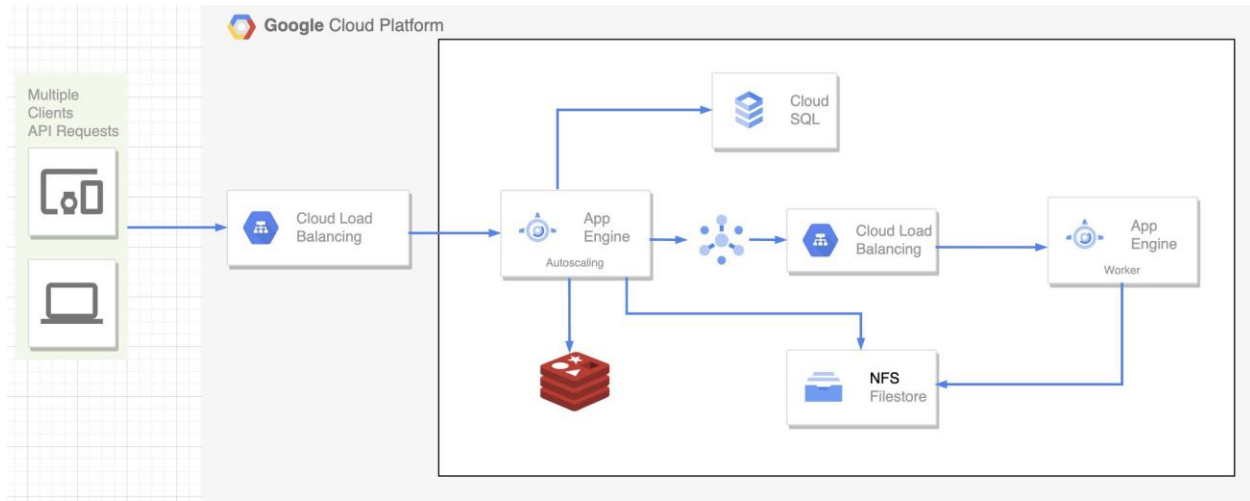 Google Cloud Platform
Multiple
Clients
API Requests
Cloud Load
Balancing
App
Engine
Autoscaling
Cloud
SQL
Cloud Load
Balancing
App
Engine
Worker
NFS
Filestore